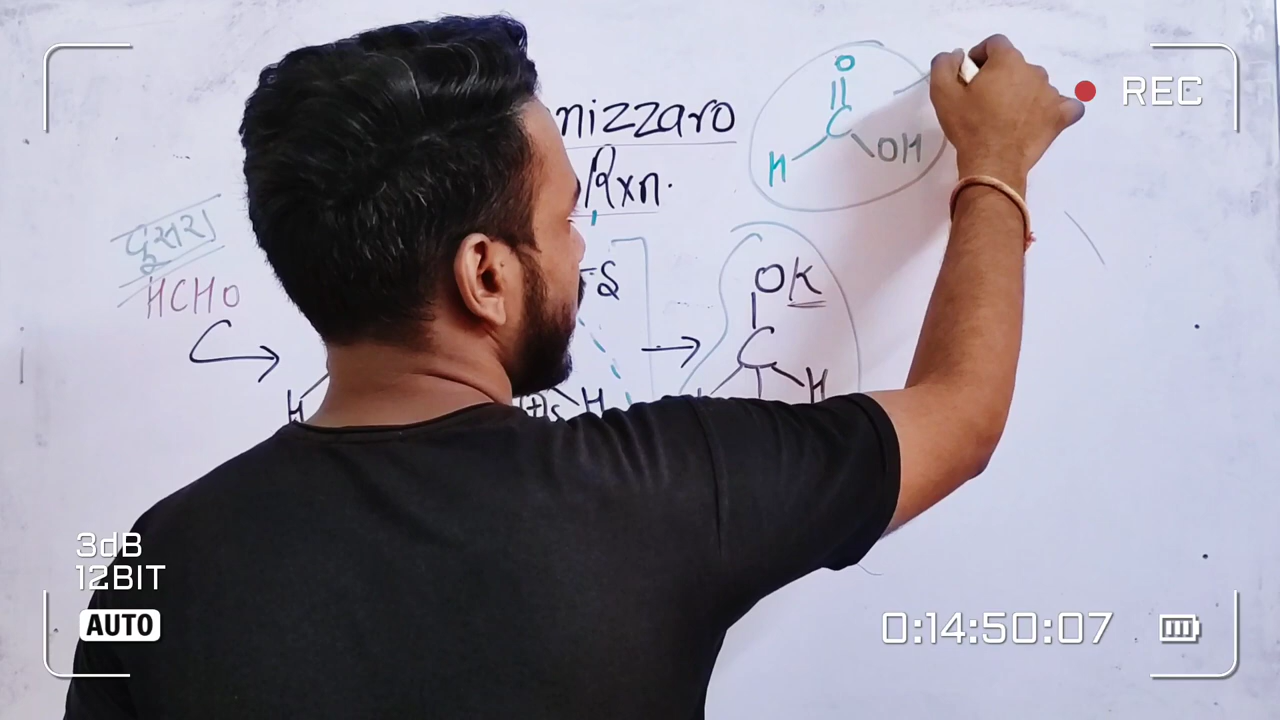 REC
nizzaro
Rxn.
O
C
H OH
दूसरा
HCHO
S
OK
C
H
H
H
(+)s
3dB
12BIT
AUTO
0:14:50:07